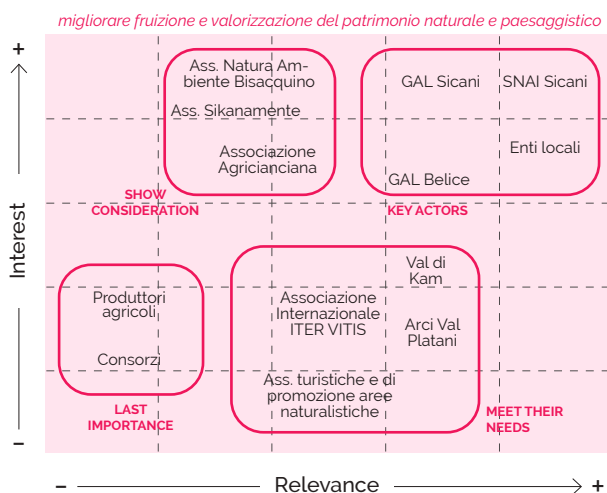 migliorare fruizione e valorizzazione del patrimonio naturale e paesaggistico
+
Interest
–
Ass. Natura Am-
biente Bisacquino
Ass. Sikanamente
Associazione
Agricianciana
SHOW
CONSIDERATION
GAL Sicani
SNAI Sicani
Enti locali
GAL Belice
KEY ACTORS
Produttori
agricoli
Consorzi
LAST
IMPORTANCE
Val di
Kam
Associazione
Internazionale
ITER VITIS
Arci Val
Platani
Ass. turistiche e di
promozione aree
naturalistiche
MEET THEIR
NEEDS
– Relevance +